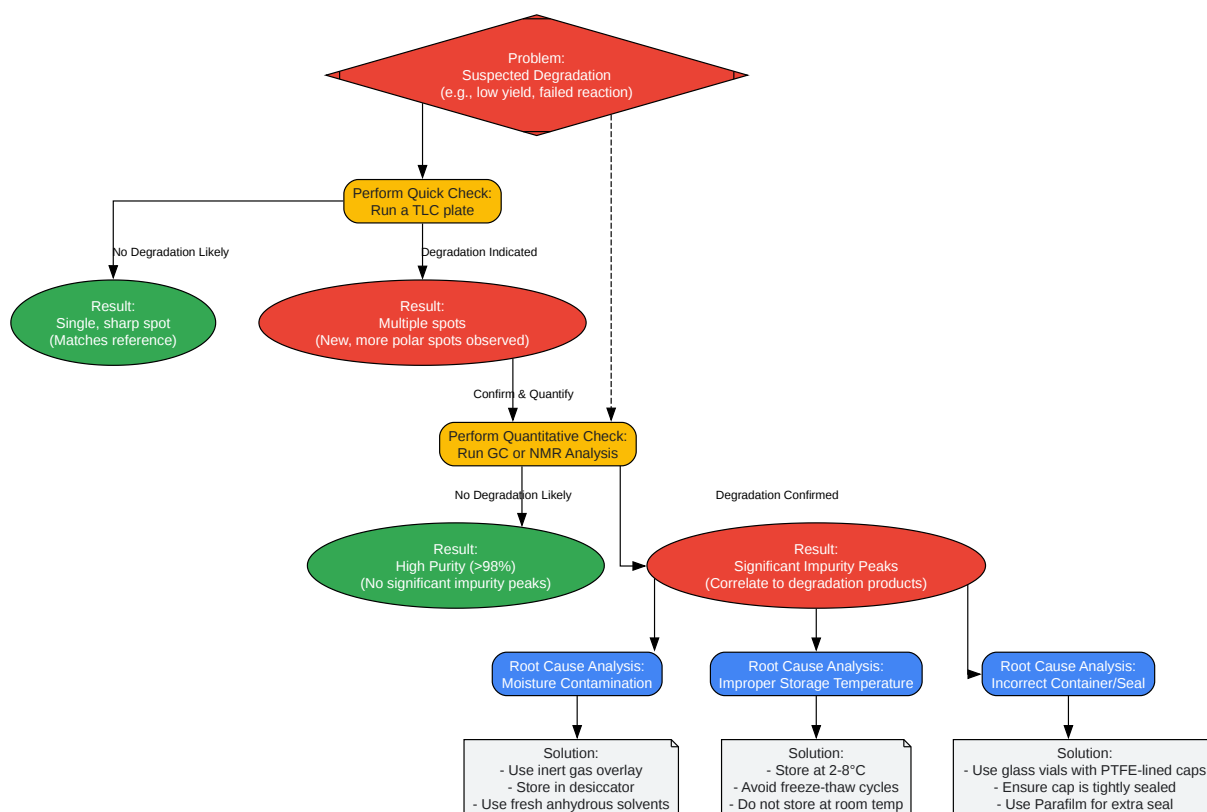 Problem:
Suspected Degradation
(e.g., low yield, failed reaction)
Perform Quick Check:
Run a TLC plate
No Degradation Likely
Degradation Indicated
Result:
Single, sharp spot
(Matches reference)
Result:
Multiple spots
(New, more polar spots observed)
Confirm & Quantify
Perform Quantitative Check:
Run GC or NMR Analysis
No Degradation Likely
Degradation Confirmed
Result:
High Purity (>98%)
(No significant impurity peaks)
Result:
Significant Impurity Peaks
(Correlate to degradation products)
Root Cause Analysis:
Moisture Contamination
Root Cause Analysis:
Improper Storage Temperature
Root Cause Analysis:
Incorrect Container/Seal
Solution:
- Use inert gas overlay
- Store in desiccator
- Use fresh anhydrous solvents
Solution:
- Store at 2-8°C
- Avoid freeze-thaw cycles
- Do not store at room temp
Solution:
- Use glass vials with PTFE-lined caps
- Ensure cap is tightly sealed
- Use Parafilm for extra seal